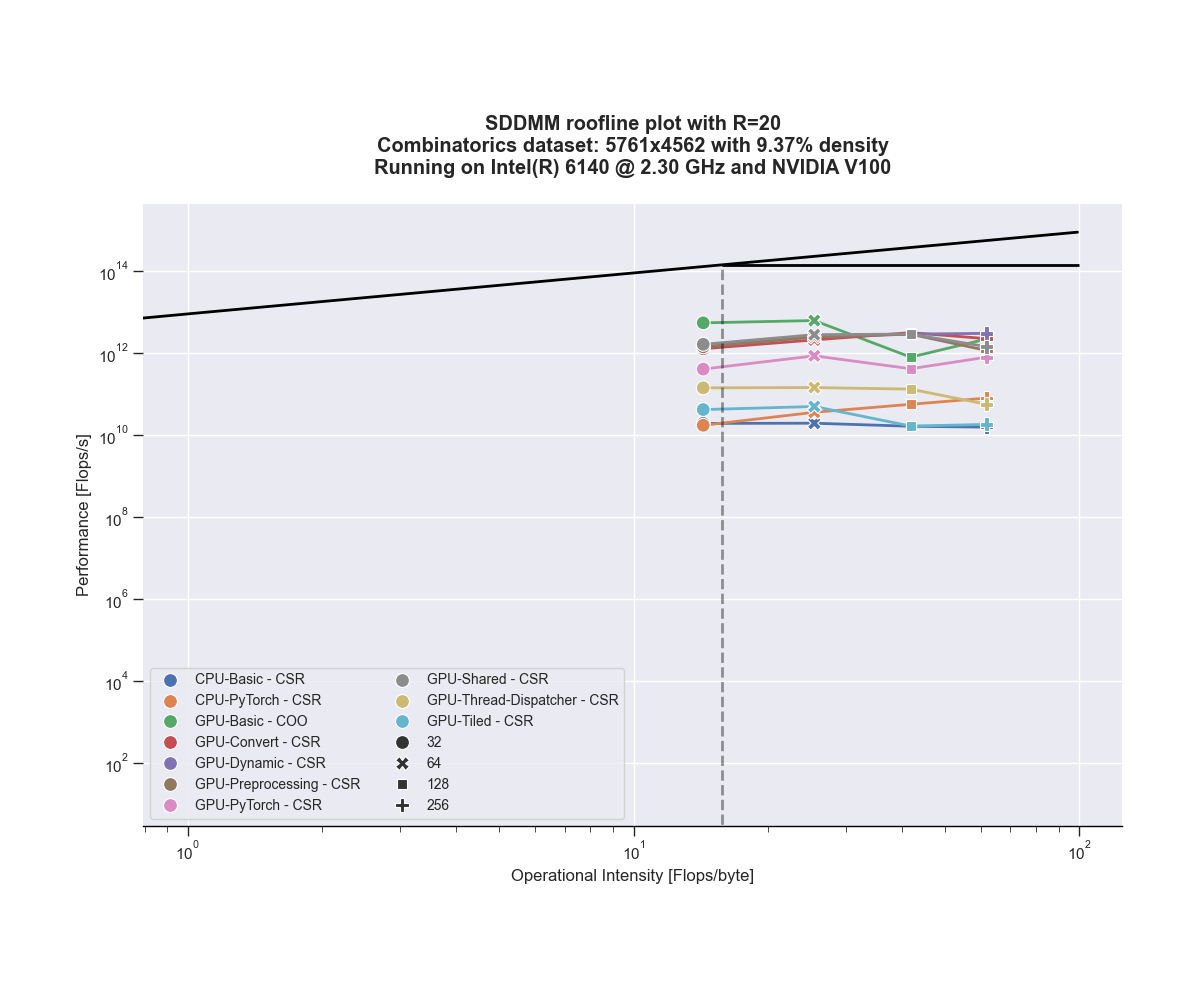 SDDMM roofline plot with R=20
Combinatorics dataset: 5761x4562 with 9.37% density
Running on Intel(R) 6140 @ 2.30 GHz and NVIDIA V100
Performance [Flops/s]
10^14
10^12
10^10
10^8
10^6
10^4
10^2
CPU-Basic - CSR
CPU-PyTorch - CSR
GPU-Basic - COO
GPU-Convert - CSR
GPU-Dynamic - CSR
GPU-Preprocessing - CSR
GPU-PyTorch - CSR
GPU-Shared - CSR
GPU-Thread-Dispatcher - CSR
GPU-Tiled - CSR
32
64
128
256
10^0
10^1
10^2
Operational Intensity [Flops/byte]